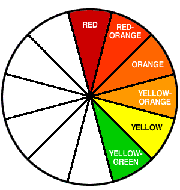 RED
RED-
ORANGE
ORANGE
YELLOW-
ORANGE
YELLOW
YELLOW-
GREEN